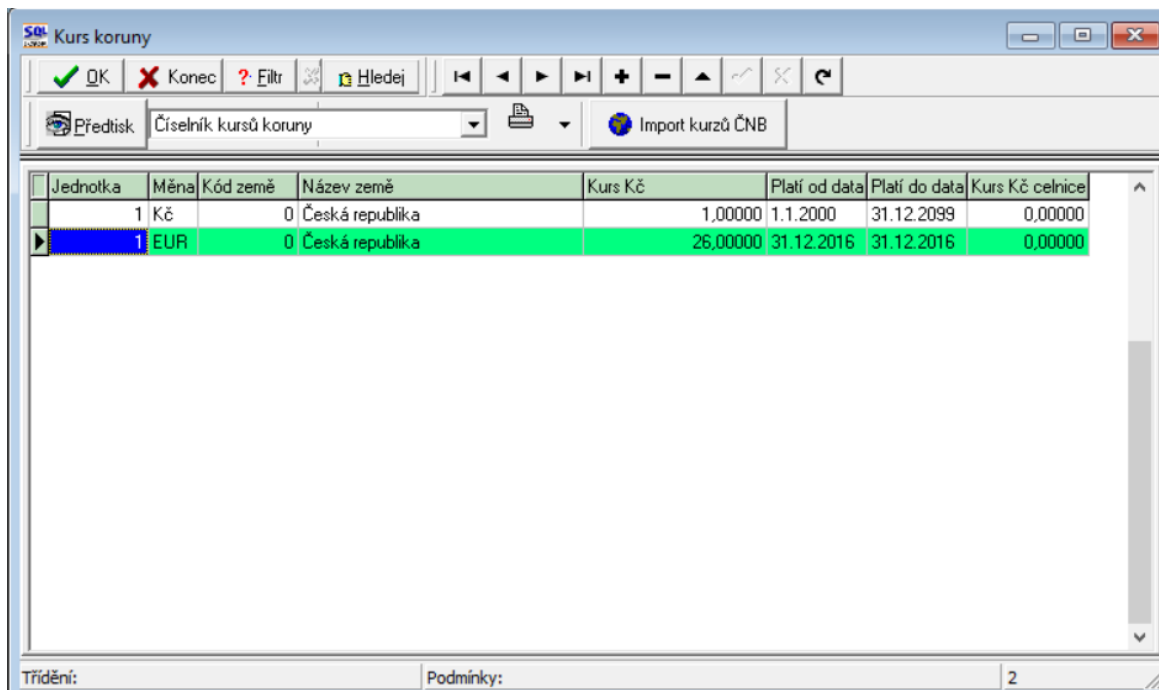 SQL Kurs koruny
OK Konec Filtr Hledej
Předtisk Číselník kursů koruny Import kurzů ČNB
Jednotka Měna Kód země Název země Kurs Kč Platí od data Platí do data Kurs Kč celnice
1 Kč 0 Česká republika 1,00000 1.1.2000 31.12.2099 0,00000
1 EUR 0 Česká republika 26,00000 31.12.2016 31.12.2016 0,00000
Třídění: Podmínky: 2